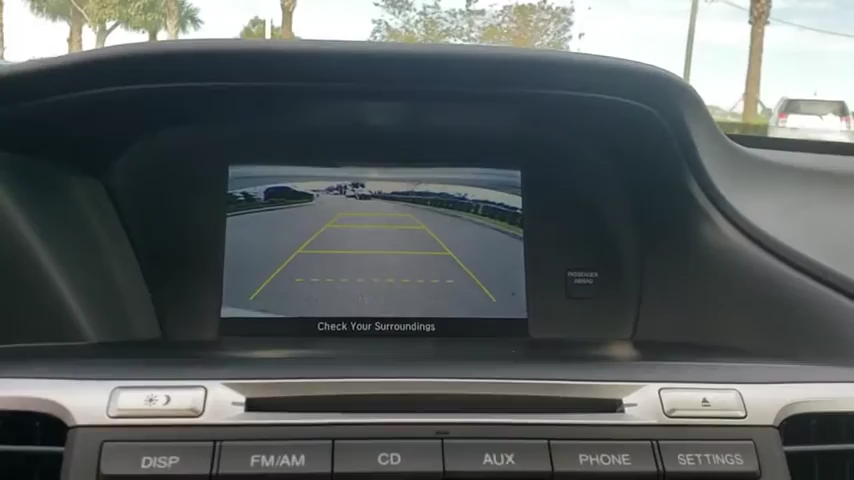 PASSENGER
AIRBAG
Check Your Surroundings
DISP
FM/AM
CD
AUX
PHONE
SETTINGS